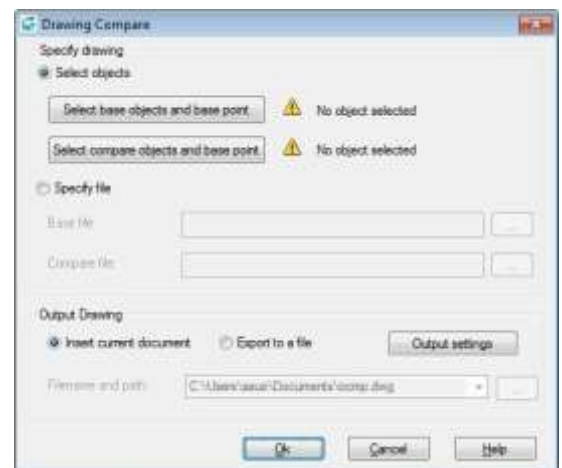 Drawing Compare
Specify drawing
Select objects
Select base objects and base point
No object selected
Select compare objects and base point
No object selected
Specify file
Base file
...
Compare file:
...
Output Drawing
Insert current document
Export to a file
Output settings
Filename and path:
...
Ok
Cancel
Help